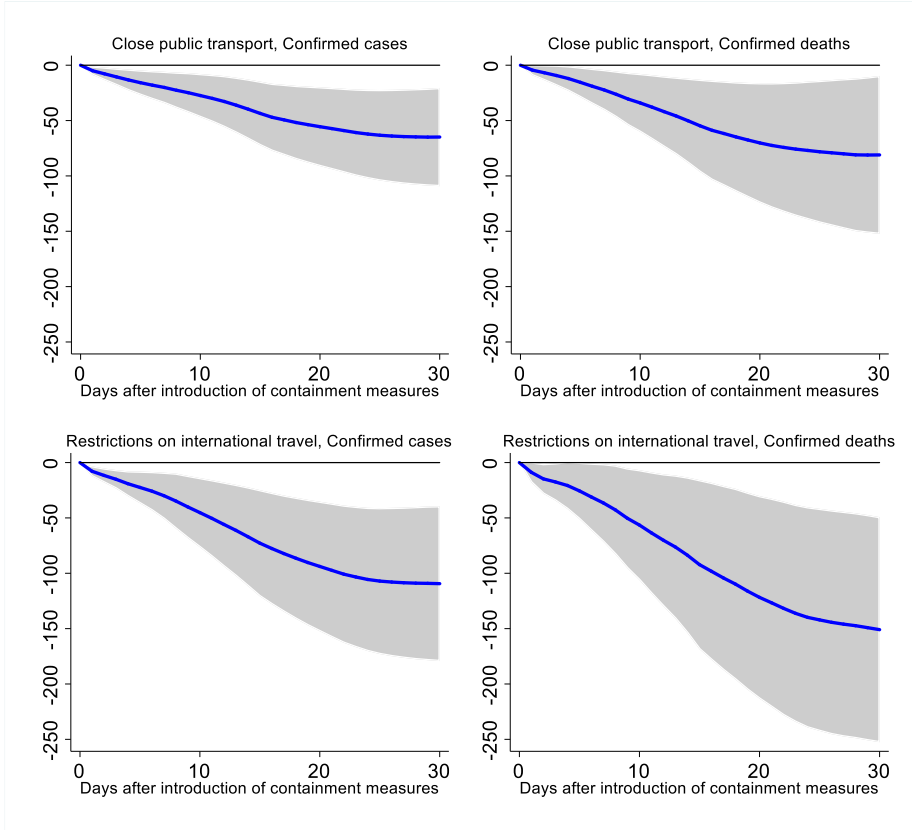 Close public transport, Confirmed cases
0
-50
-100
-150
-200
-250
0 10 20 30
Days after introduction of containment measures
Close public transport, Confirmed deaths
0
-50
-100
-150
-200
-250
0 10 20 30
Days after introduction of containment measures
Restrictions on international travel, Confirmed cases
0
-50
-100
-150
-200
-250
0 10 20 30
Days after introduction of containment measures
Restrictions on international travel, Confirmed deaths
0
-50
-100
-150
-200
-250
0 10 20 30
Days after introduction of containment measures